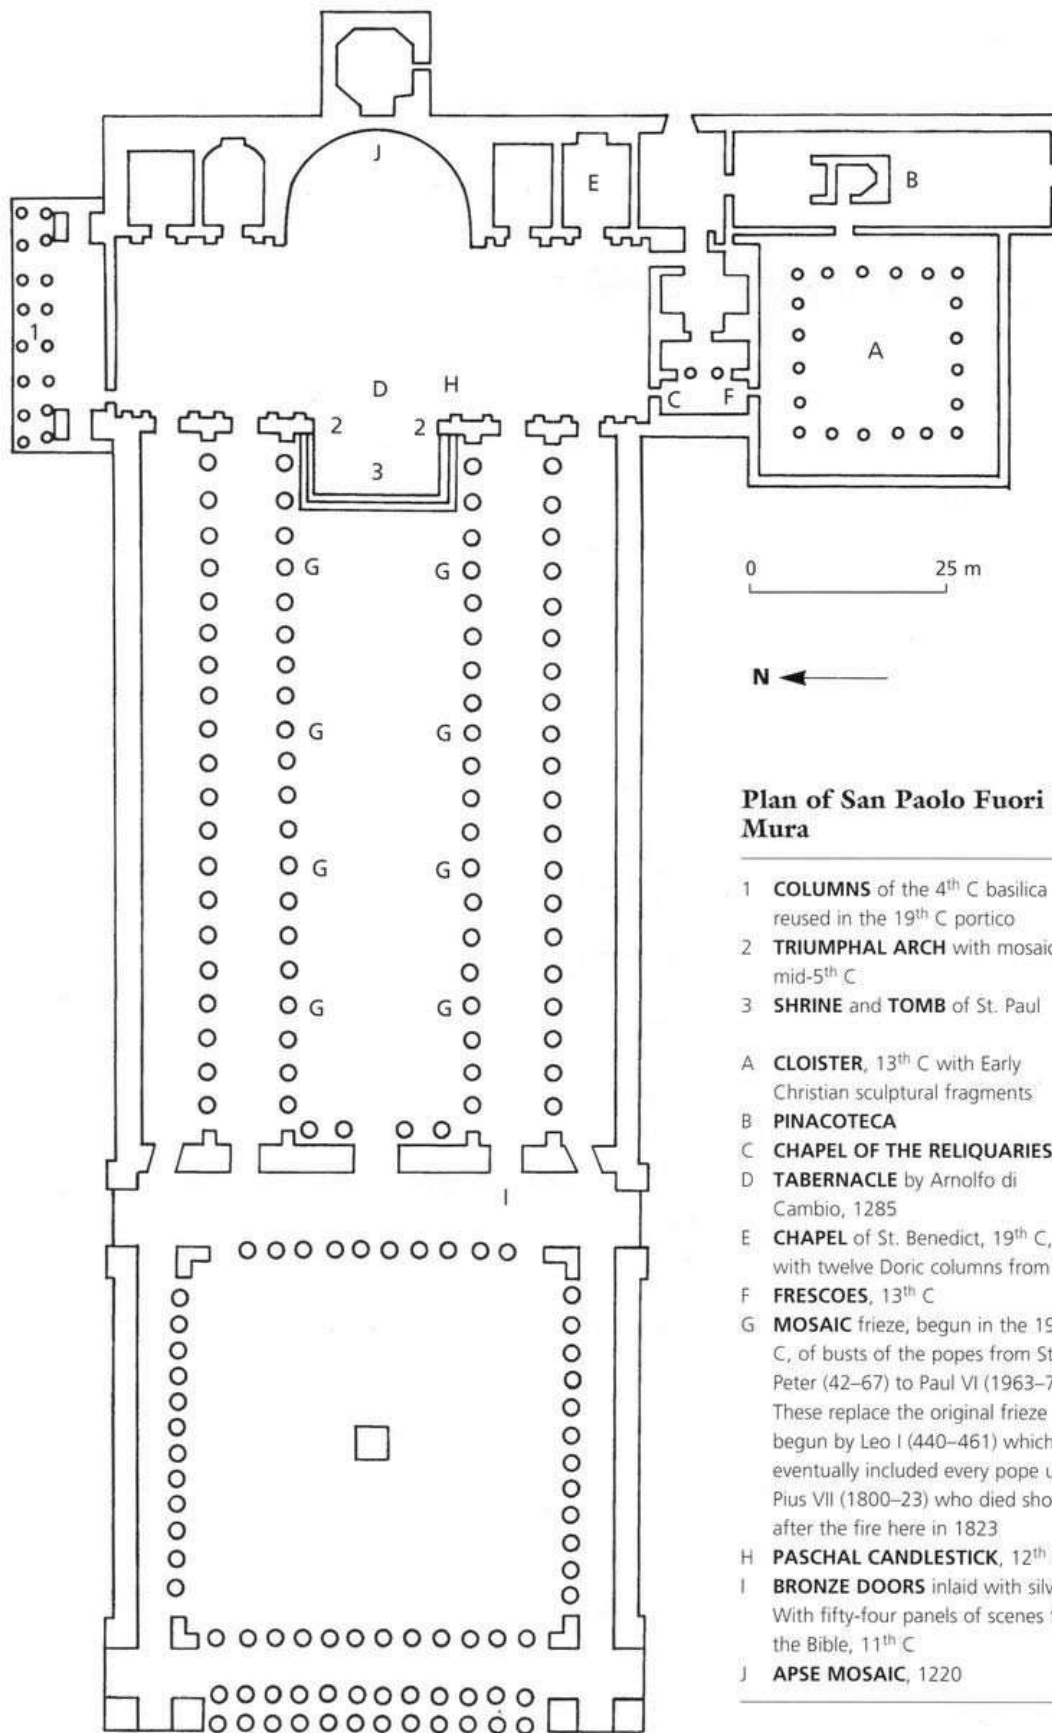 J
E
B
1
A
D
H
C
F
2
2
3
G
G
0
25 m
N
G
G
G
G
G
G
I
Plan of San Paolo Fuori
Mura
1 COLUMNS of the 4th C basilica
reused in the 19th C portico
2 TRIUMPHAL ARCH with
mid-5th C
3 SHRINE and TOMB of St. Paul
A CLOISTER, 13th C with Early
Christian sculptural fragments
B PINACOTECA
C CHAPEL OF THE RELIQUARIES
D TABERNACLE by Arnolfo di
Cambio, 1285
E CHAPEL of St. Benedict, 19th C,
with twelve Doric columns from
F FRESCOES, 13th C
G MOSAIC frieze, begun in the
C, of busts of the popes from
Peter (42–67) to Paul VI
These replace the original frieze
begun by Leo I (440–461) which
eventually included every pope
Pius VII (1800–23) who died
after the fire here in 1823
H PASCHAL CANDLESTICK, 12th
I BRONZE DOORS inlaid with
With fifty-four panels of scenes
the Bible, 11th C
J APSE MOSAIC, 1220